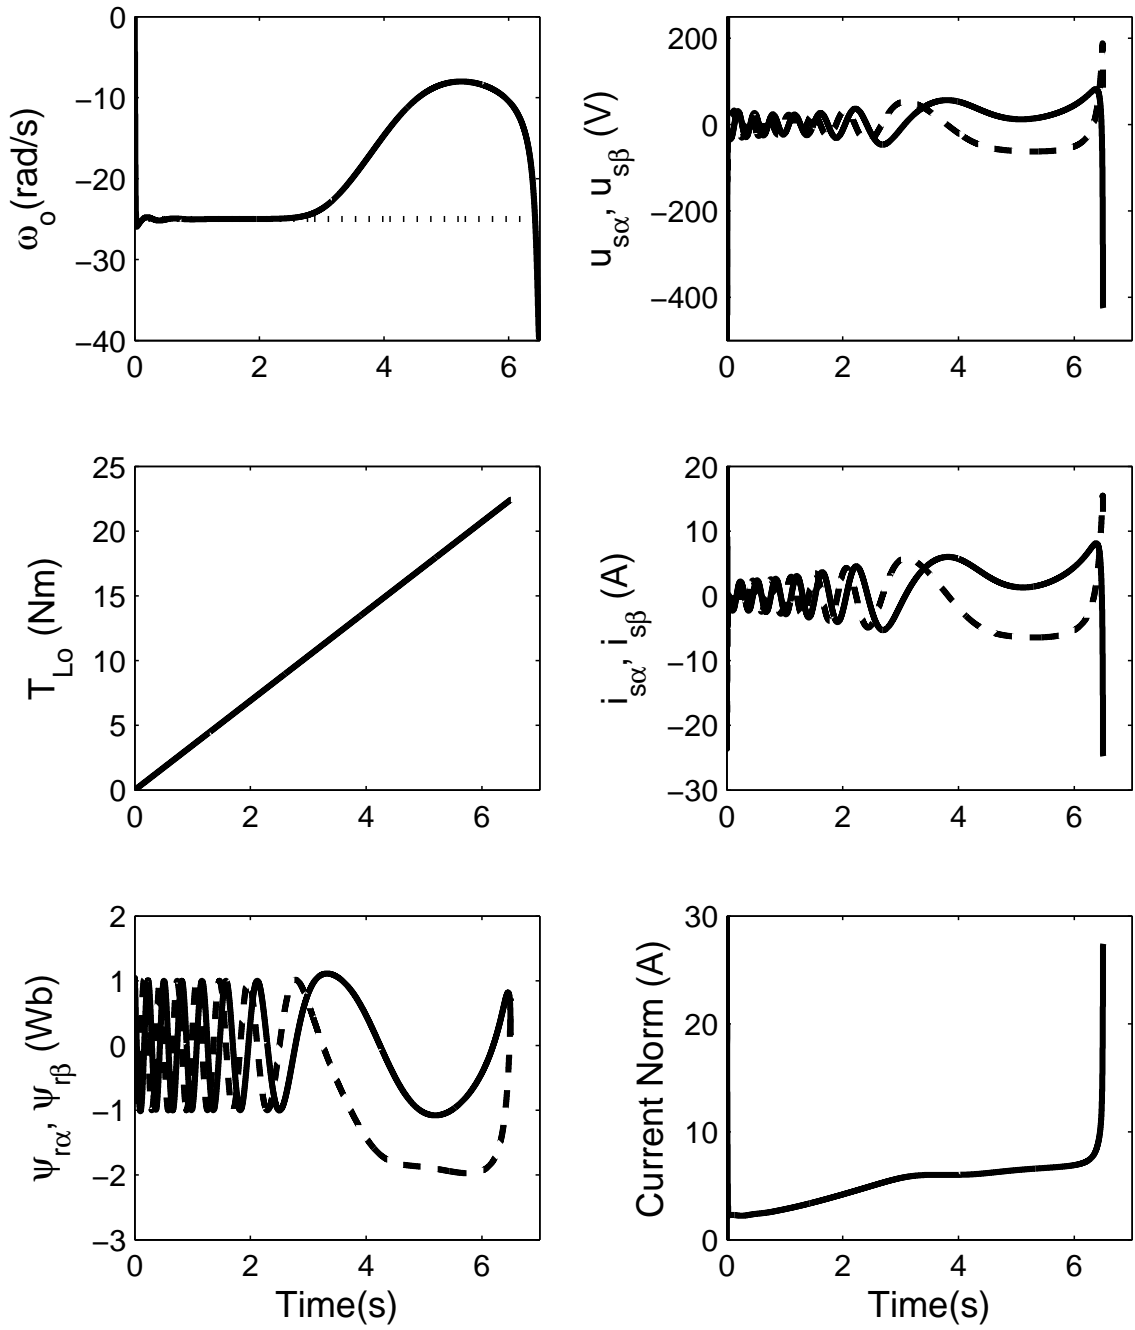 ω_o(rad/s)
0
−10
−20
−30
−40
0 2 4 6
u_sα, u_sβ (V)
200
0
−200
−400
0 2 4 6
T_Lo (Nm)
25
20
15
10
5
0
0 2 4 6
i_sα, i_sβ (A)
20
10
0
−10
−20
−30
0 2 4 6
ψ_rα, ψ_rβ (Wb)
2
1
0
−1
−2
−3
0 2 4 6
Time(s)
Current Norm (A)
30
20
10
0
0 2 4 6
Time(s)